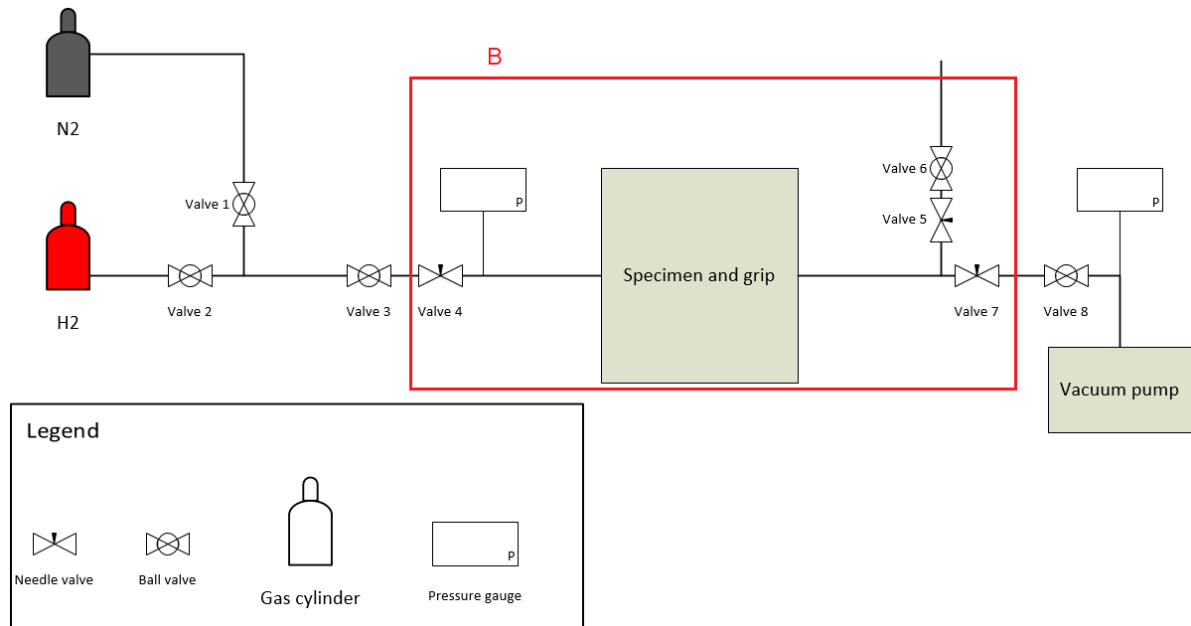 B
N2
Valve 1
H2
Valve 2
Valve 3
Valve 4
P
Specimen and grip
Valve 6
Valve 5
Valve 7
Valve 8
P
Vacuum pump
Legend
Needle valve
Ball valve
Gas cylinder
P
Pressure gauge